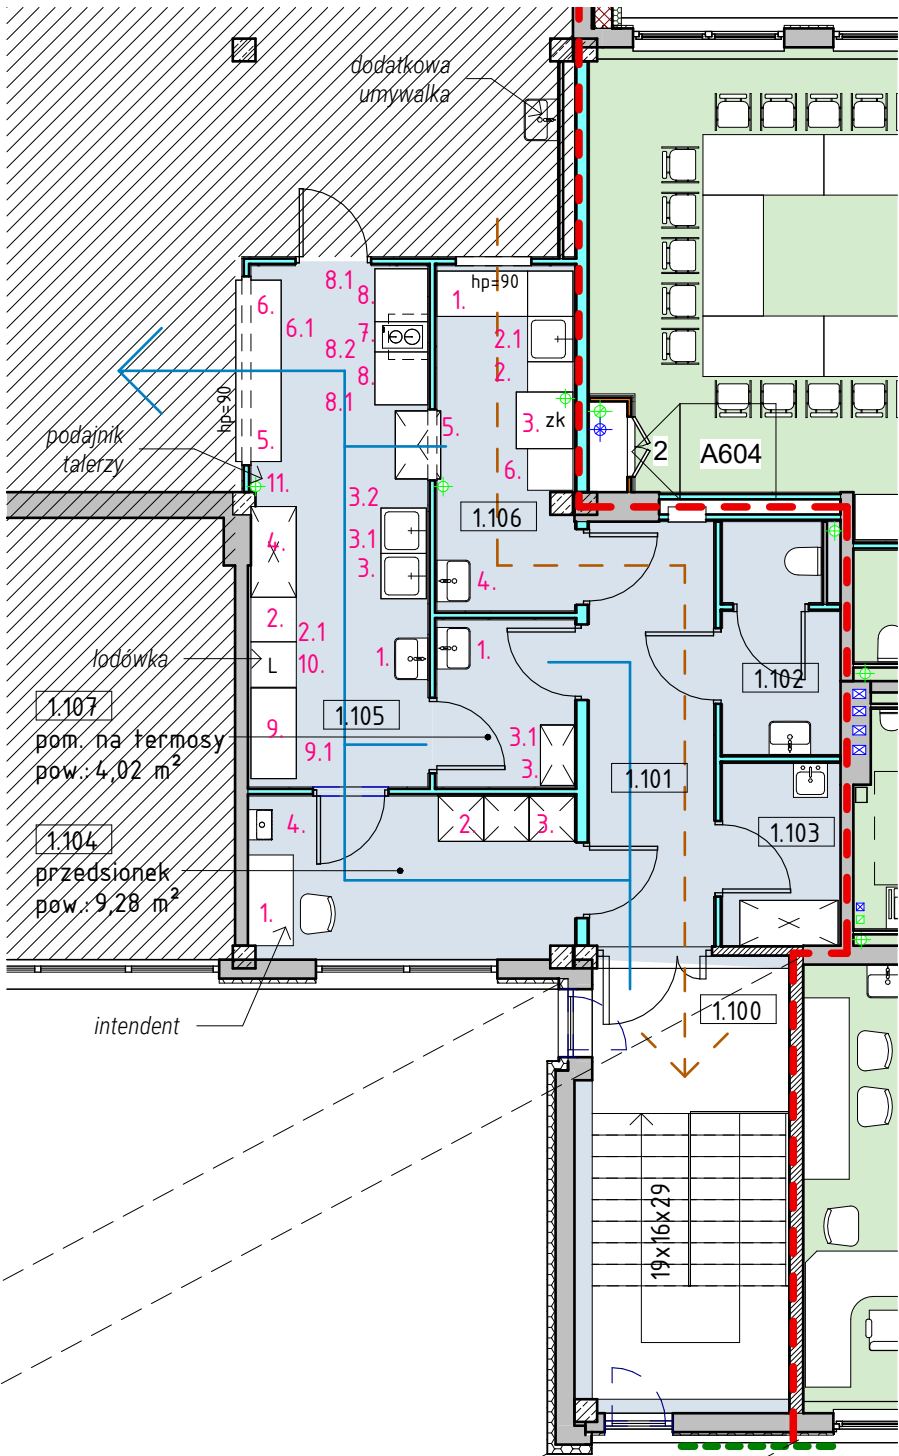 dodatkowa
umywalka
hp=90
8.1
8.
1.
6.
6.1
7.
2.1
8.2
2.
8.
8.1
hp=90
3.
zk
2
A604
5.
5.
podajnik
talerzy
6.
11.
3.2
1.106
4.
3.1
3.
4.
2.
2.1
lodówka
L
10.
1.
1.
1.102
1.107
pom. na termosy
pow.: 4,02 m²
9.
9.1
1.105
3.1
3.
1.101
1.104
przedsionek
pow.: 9,28 m²
4.
2.
3.
1.103
1.
intendent
1.100
19x16x29